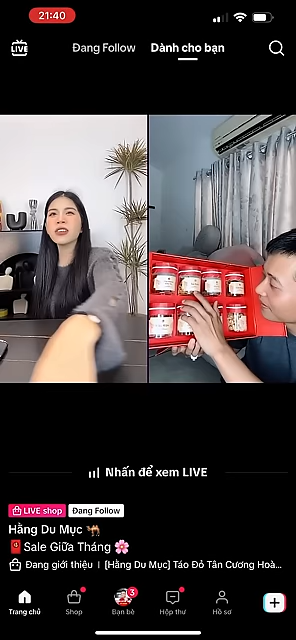 21:40
LIVE
Đang Follow
Dành cho bạn
Nhấn để xem LIVE
LIVE shop
Đang Follow
Hằng Du Mục 🐫
🧧Sale Giữa Tháng 🌸
Đang giới thiệu | [Hằng Du Mục] Táo Đỏ Tân Cương Hoà...
Trang chủ
Shop
3
Bạn bè
Hộp thư
Hồ sơ